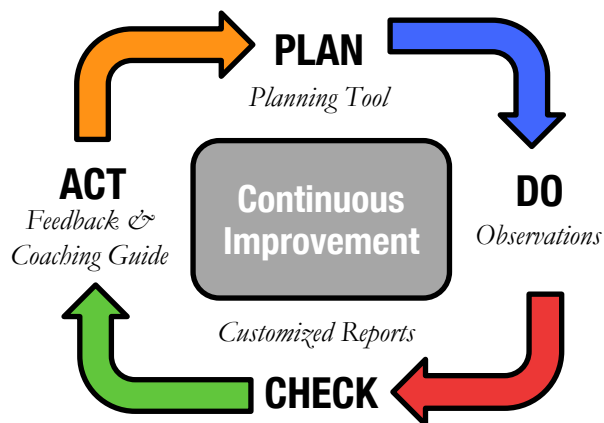 PLAN
Planning Tool
ACT
Feedback &
Coaching Guide
Continuous
Improvement
DO
Observations
Customized Reports
CHECK